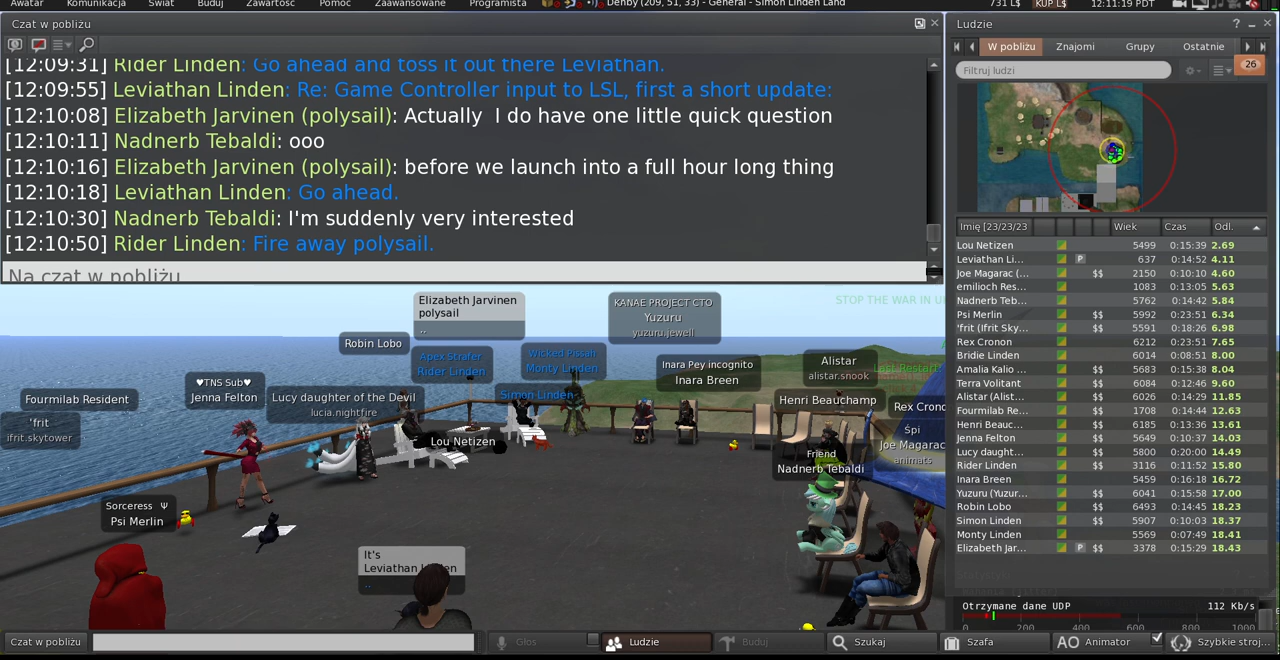 Awatar Komunikacja Świat Buduj Zawartość Pomoc Zaawansowane Programista Denby (209, 51, 33) - General - Simon Linden Land 731 L$ KUP L$ 12:11:19 PDT
Czat w pobliżu
[12:09:31] Rider Linden: Go ahead and toss it out there Leviathan.
[12:09:55] Leviathan Linden: Re: Game Controller input to LSL, first a short update:
[12:10:08] Elizabeth Jarvinen (polysail): Actually I do have one little quick question
[12:10:11] Nadnerb Tebaldi: ooo
[12:10:16] Elizabeth Jarvinen (polysail): before we launch into a full hour long thing
[12:10:18] Leviathan Linden: Go ahead.
[12:10:30] Nadnerb Tebaldi: I'm suddenly very interested
[12:10:50] Rider Linden: Fire away polysail.
Na czat w pobliżu
Elizabeth Jarvinen
polysail
..
KANAE PROJECT CTO
Yuzuru
yuzuru.jewell
STOP THE WAR IN U
Robin Lobo
Apex Strafer
Rider Linden
Wicked Pissah
Monty Linden
Simon Linden
Inara Pey incognito
Inara Breen
Alistar
alistar.snook
Last Restart
♥TNS Sub♥
Jenna Felton
Fourmilab Resident
Lucy daughter of the Devil
lucia.nightfire
Henri Beauchamp
Rex Crono
'frit
ifrit.skytower
Lou Netizen
Śpi
Joe Magarac
animats
Friend
Nadnerb Tebaldi
Sorceress Ψ
Psi Merlin
It's
Leviathan Linden
..
Ludzie
? _ ×
W pobliżu Znajomi Grupy Ostatnie
Filtruj ludzi
26
Imię [23/23/23 Wiek Czas Odl.
Lou Netizen 5499 0:15:39 2.69
Leviathan Li... P 637 0:14:52 4.11
Joe Magarac (... $$ 2150 0:10:10 4.60
emilioch Res... 1083 0:13:05 5.63
Nadnerb Teb... 5762 0:14:42 5.84
Psi Merlin $$ 5992 0:23:51 6.34
'frit (Ifrit Sky... $$ 5591 0:18:26 6.98
Rex Cronon 6212 0:23:51 7.65
Bridie Linden 6014 0:08:51 8.00
Amalia Kalio ... $$ 5683 0:15:38 8.04
Terra Volitant $$ 6084 0:12:46 9.60
Alistar (Alist... $$ 6026 0:14:29 11.85
Fourmilab Re... $$ 1708 0:14:44 12.63
Henri Beauc... $$ 6185 0:13:36 13.61
Jenna Felton $$ 5649 0:10:37 14.03
Lucy daught... $$ 5800 0:20:00 14.49
Rider Linden $$ 3116 0:11:52 15.80
Inara Breen 5459 0:16:18 16.72
Yuzuru (Yuzur... $$ 6041 0:15:58 17.00
Robin Lobo $$ 6493 0:14:45 18.23
Simon Linden $$ 5907 0:10:03 18.37
Monty Linden 5569 0:07:49 18.41
Elizabeth Jar... P $$ 3378 0:15:29 18.43
Otrzymane dane UDP 112 Kb/s
0 200 400 600 800 1000
Czat w pobliżu Głos Ludzie Buduj Szukaj Szafa AO Animator Szybkie stroj...